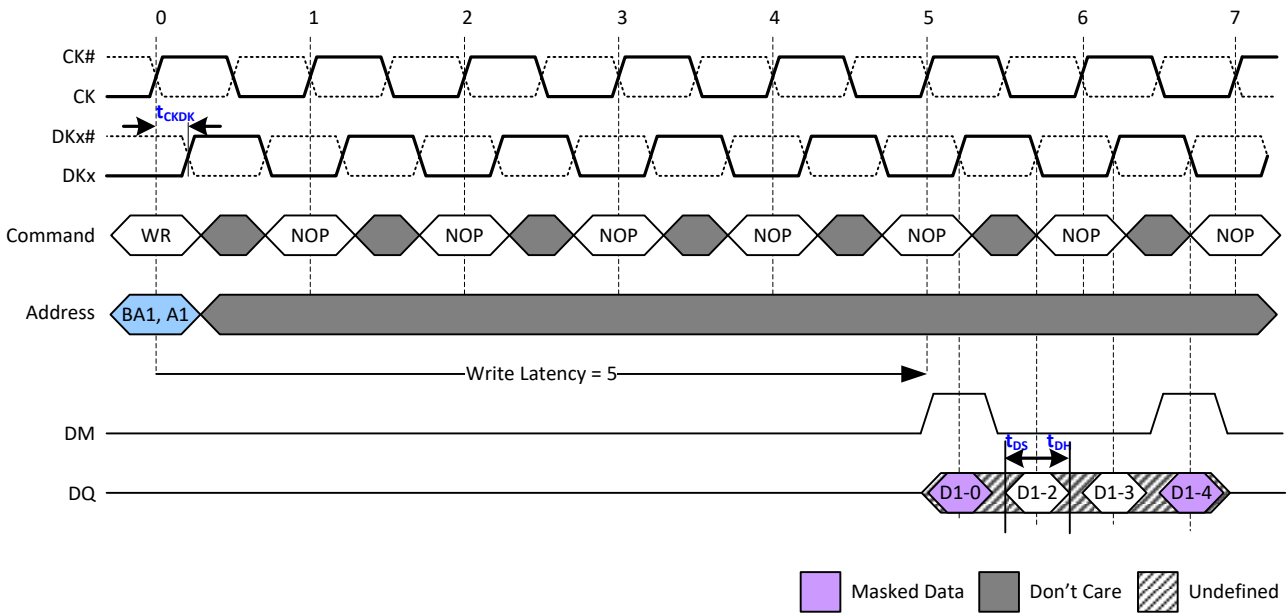 0 1 2 3 4 5 6 7
CK#
CK
tCKDK
DKx#
DKx
Command WR NOP NOP NOP NOP NOP NOP NOP
Address BA1, A1
Write Latency = 5
DM
tDS tDH
DQ D1-0 D1-2 D1-3 D1-4
Masked Data Don't Care Undefined